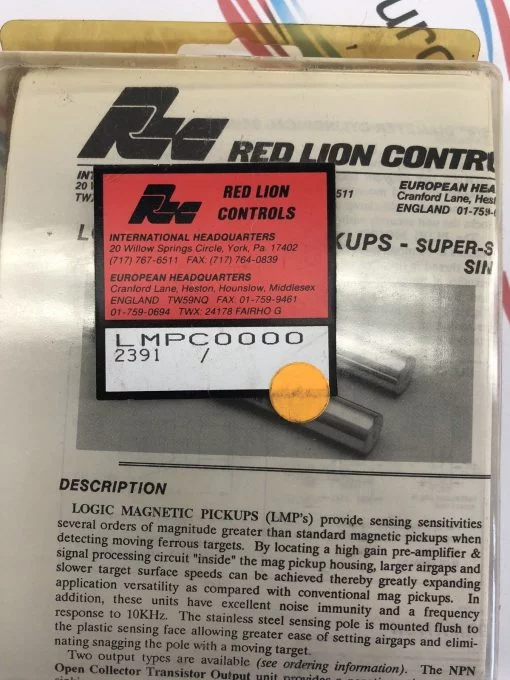 RED LION CONTR
EUROPEAN HEA
Cranford Lane, Hest
ENGLAND 01-759-
20
TW
511
KUPS - SUPER-S
SIN
RLC
RED LION
CONTROLS
INTERNATIONAL HEADQUARTERS
20 Willow Springs Circle, York, Pa. 17402
(717) 767-6511 FAX: (717) 764-0839
EUROPEAN HEADQUARTERS
Cranford Lane, Heston, Hounslow, Middlesex
ENGLAND TW59NQ FAX: 01-759-9461
01-759-0694 TWX: 24178 FAIRHO G
LMPC0000
2391 /
DESCRIPTION
LOGIC MAGNETIC PICKUPS (LMP's) provide sensing sensitivities
several orders of magnitude greater than standard magnetic pickups when
detecting moving ferrous targets. By locating a high gain pre-amplifier &
signal processing circuit "inside" the mag pickup housing, larger airgaps and
slower target surface speeds can be achieved thereby greatly expanding
application versatility as compared with conventional mag pickups. In
addition, these units have excellent noise immunity and a frequency
response to 10KHz. The stainless steel sensing pole is mounted flush to
the plastic sensing face allowing greater ease of setting airgaps and elimi-
nating snagging the pole with a moving target.
Two output types are available (see ordering information). The NPN
Open Collector Transistor Output unit provides a